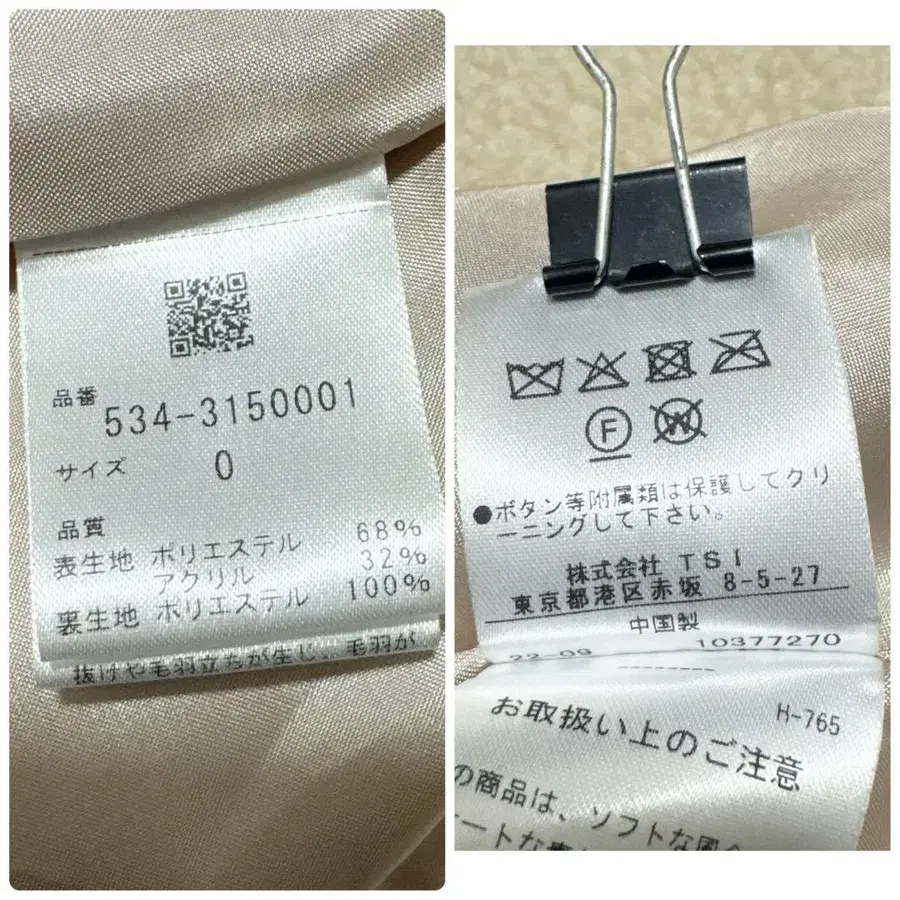 品番 534-3150001
サイズ 0
品質
表生地 ポリエステル 68%
アクリル 32%
裏生地 ポリエステル 100%
抜けや毛羽立ちが生じ
毛羽が
F
W
●ボタン等附属類は保護してクリ
ーニングして下さい。
株式会社 TSI
東京都港区赤坂 8-5-27
中国製
22-09 10377270
H-765
お取扱い上のご注意
の商品は、ソフトな風合